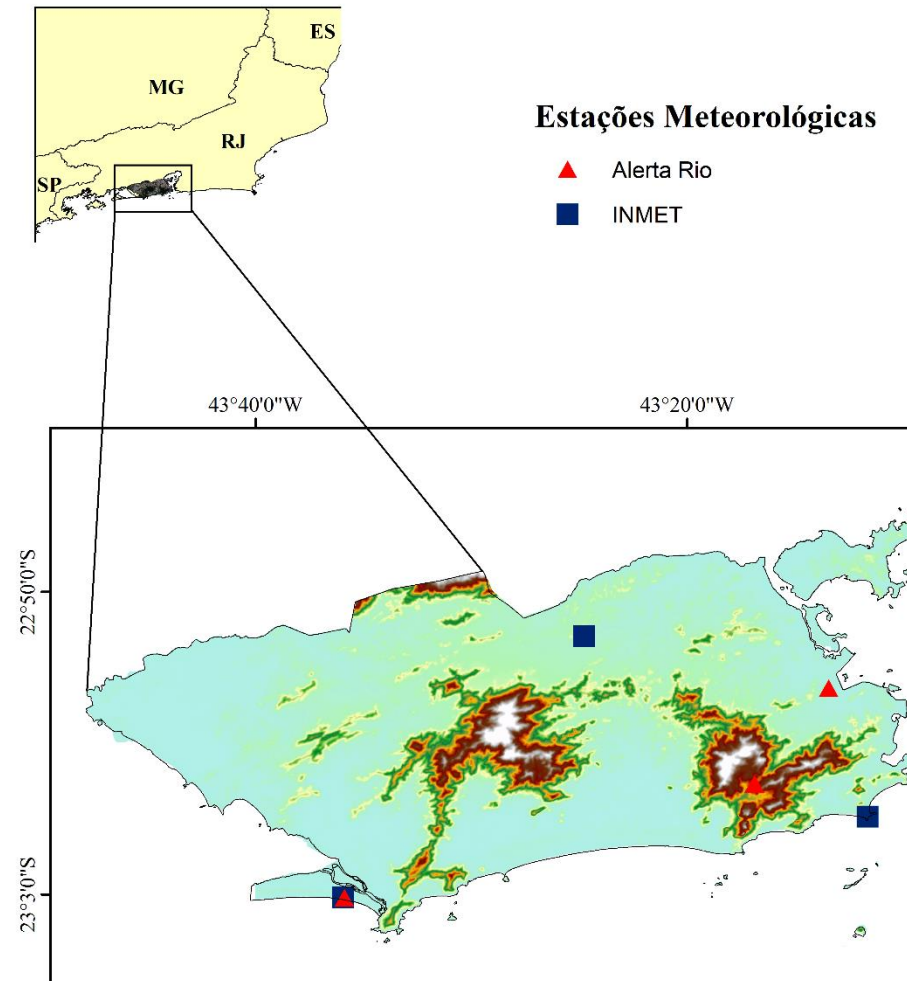 ES
MG
RJ
SP
Estações Meteorológicas
Alerta Rio
INMET
43°40'0"W
43°20'0"W
22°50'0"S
23°3'0"S